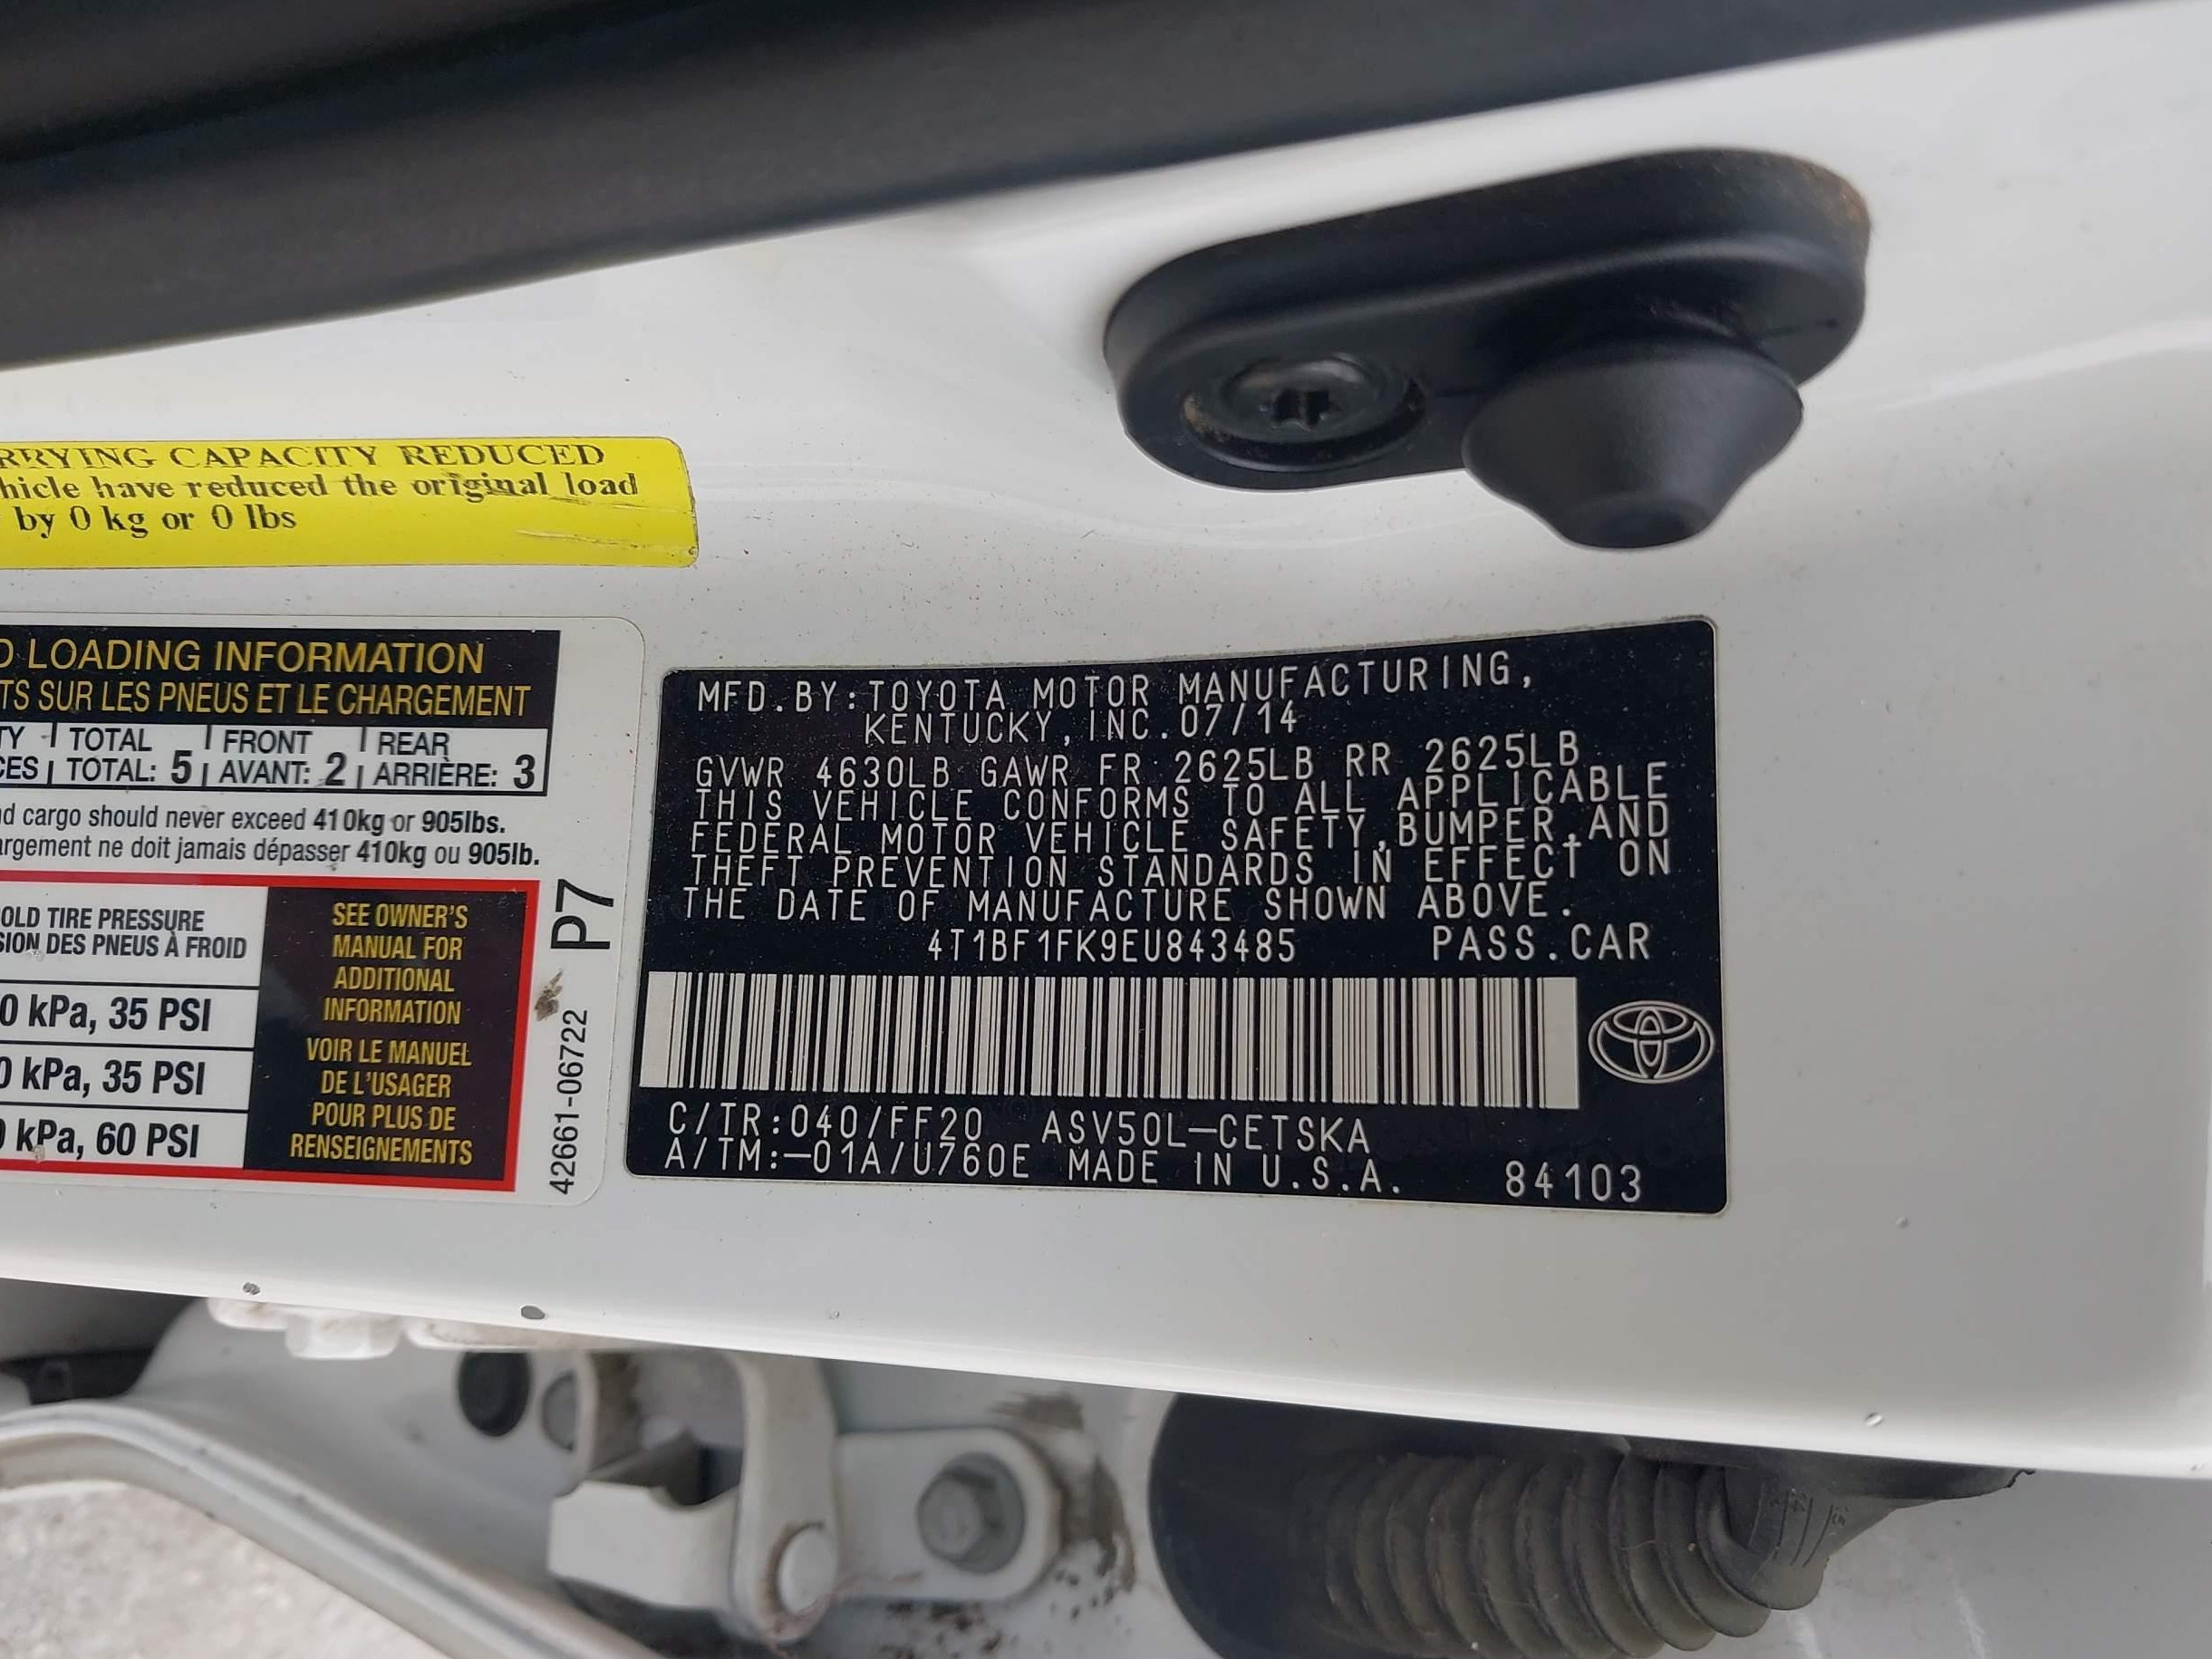 RRYING CAPACITY REDUCED
hicle have reduced the original load
by 0 kg or 0 lbs
D LOADING INFORMATION
TS SUR LES PNEUS ET LE CHARGEMENT
TY | TOTAL | FRONT | REAR
CES | TOTAL: 5 | AVANT: 2 | ARRIÈRE: 3
nd cargo should never exceed 410kg or 905lbs.
argement ne doit jamais dépasser 410kg ou 905lb.
OLD TIRE PRESSURE
SION DES PNEUS À FROID
0 kPa, 35 PSI
0 kPa, 35 PSI
0 kPa, 60 PSI
SEE OWNER'S
MANUAL FOR
ADDITIONAL
INFORMATION
VOIR LE MANUEL
DE L'USAGER
POUR PLUS DE
RENSEIGNEMENTS
P7
42661-06722
MFD.BY:TOYOTA MOTOR MANUFACTURING,
KENTUCKY,INC.07/14
GVWR 4630LB GAWR FR 2625LB RR 2625LB
THIS VEHICLE CONFORMS TO ALL APPLICABLE
FEDERAL MOTOR VEHICLE SAFETY,BUMPER,AND
THEFT PREVENTION STANDARDS IN EFFECT ON
THE DATE OF MANUFACTURE SHOWN ABOVE.
4T1BF1FK9EU843485 PASS.CAR
C/TR:040/FF20 ASV50L-CETSKA
A/TM:-01A/U760E MADE IN U.S.A. 84103